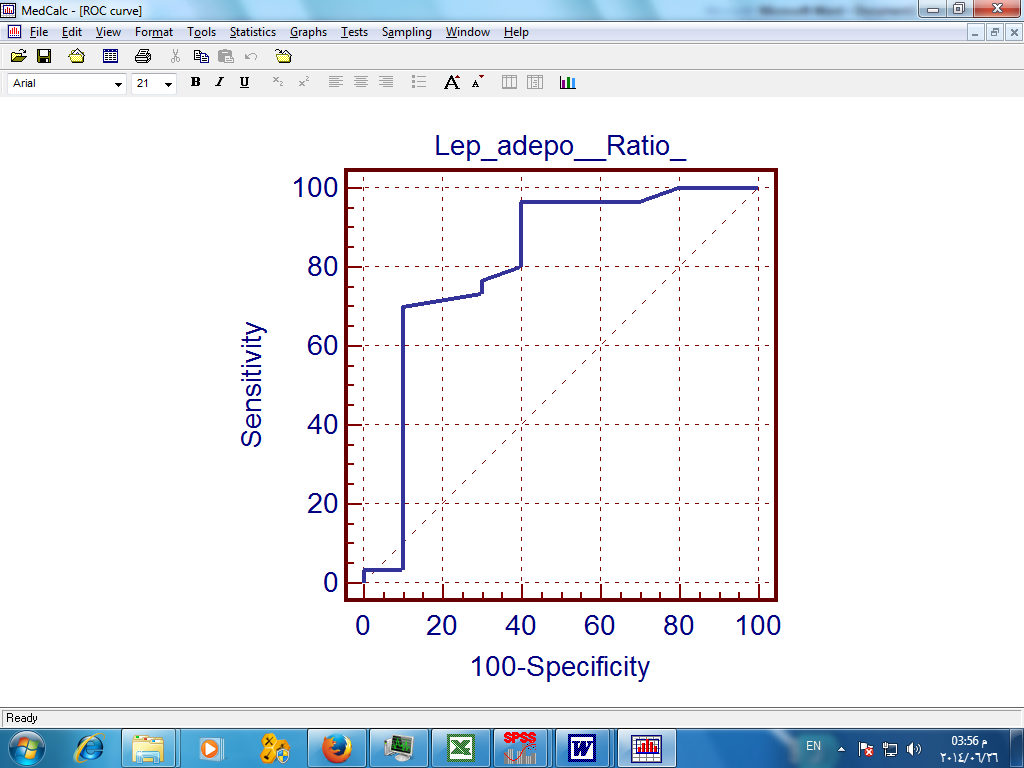 MedCalc - [ROC curve]
File Edit View Format Tools Statistics Graphs Tests Sampling Window Help
Arial 21 B I U
Lep_adepo__Ratio_
100
80
60
40
20
0
Sensitivity
0 20 40 60 80 100
100-Specificity
Ready
SPSS
W
EN
03:56 م
٢٠١٤/٠٦/٢٦